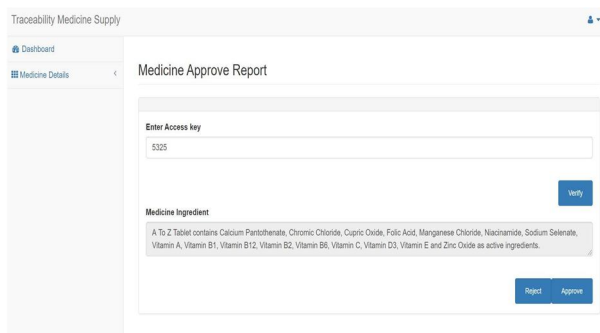 Traceability Medicine Supply
Dashboard
Medicine Details
Medicine Approve Report
Enter Access key
5325
Verify
Medicine Ingredient
A To Z Tablet contains Calcium Pantothenate, Chromic Chloride, Cupric Oxide, Folic Acid, Manganese Chloride, Niacinamide, Sodium Selenate,
Vitamin A, Vitamin B1, Vitamin B12, Vitamin B2, Vitamin B6, Vitamin C, Vitamin D3, Vitamin E and Zinc Oxide as active ingredients.
Reject Approve